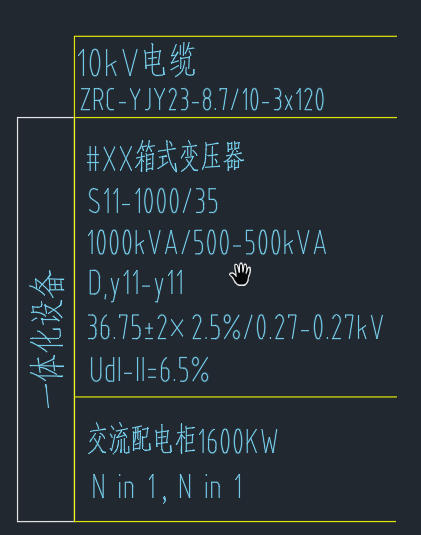 10kV电缆
ZRC-YJY23-8.7/10-3x120
一体化设备
#XX箱式变压器
S11-1000/35
1000kVA/500-500kVA
D,y11-y11
36.75±2×2.5%/0.27-0.27kV
UdI-II=6.5%
交流配电柜1600KW
N in 1, N in 1